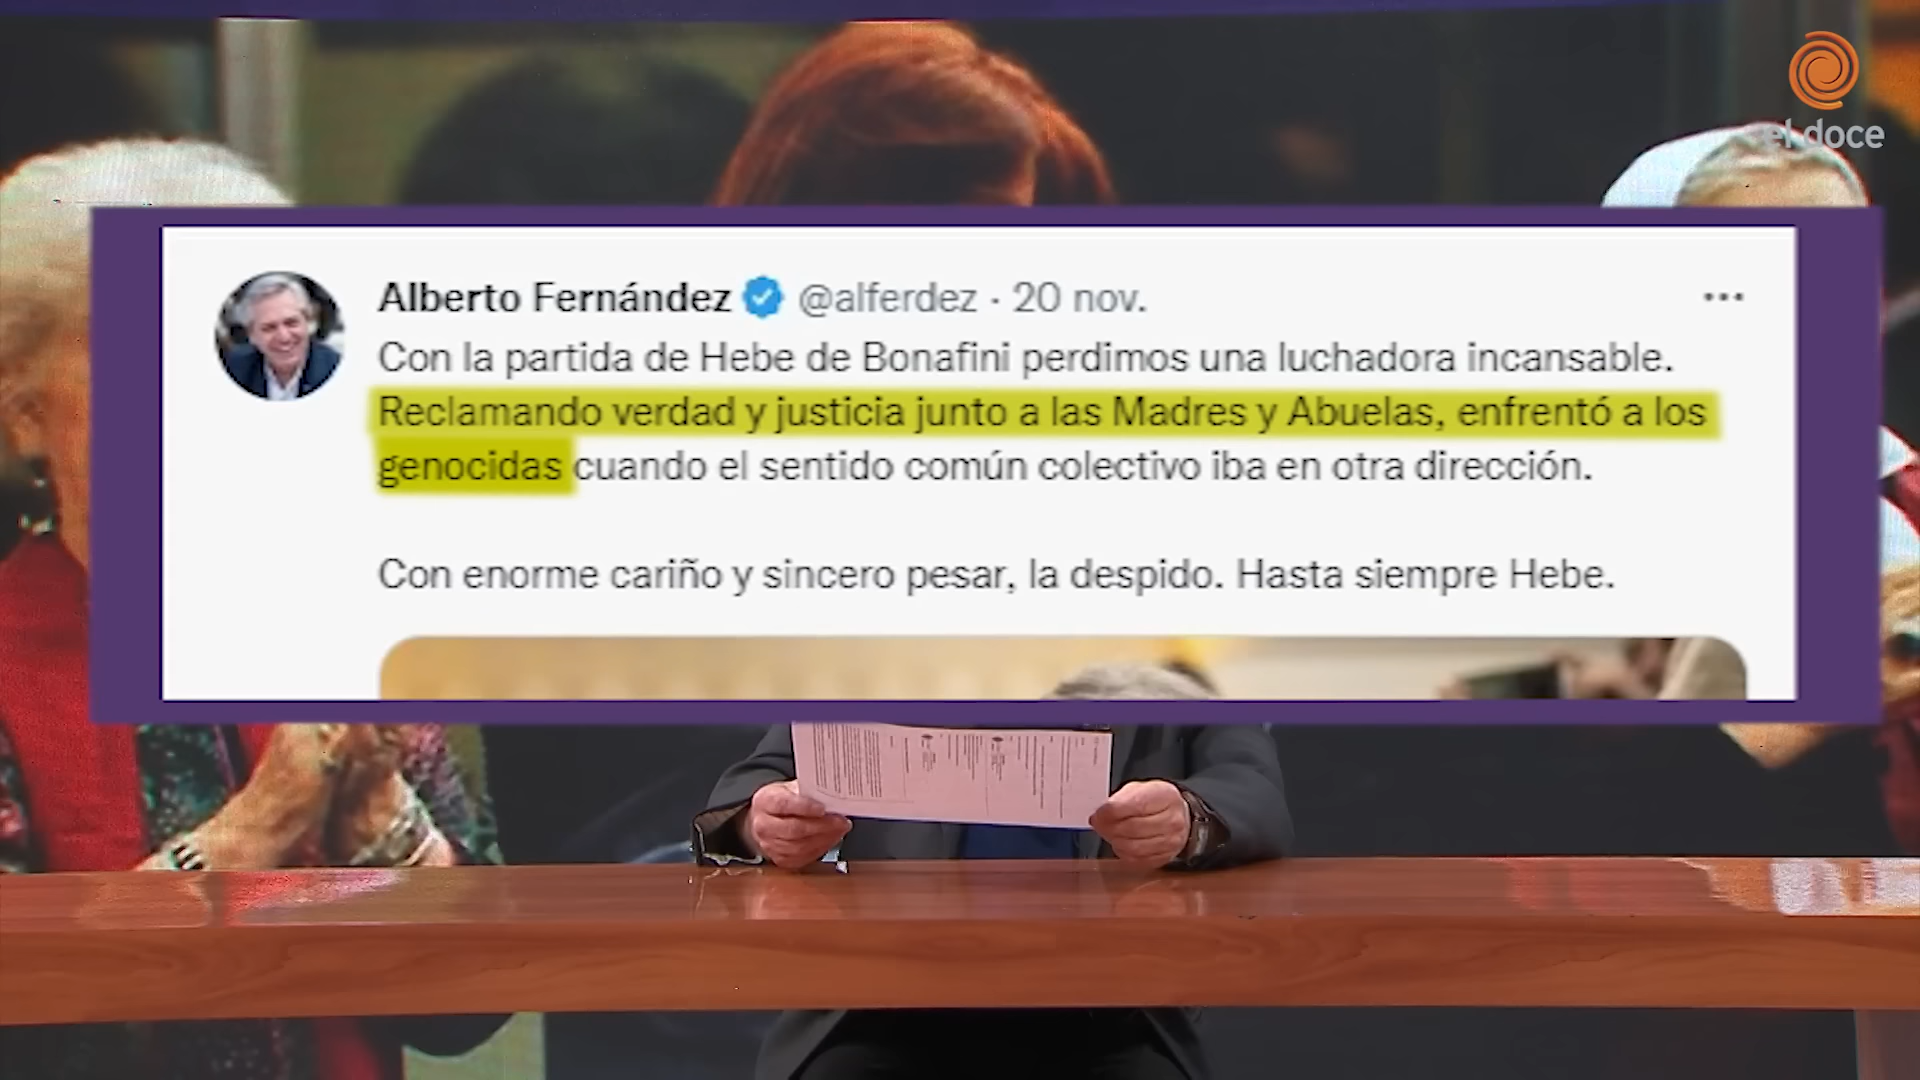 el doce
Alberto Fernández @alferdez · 20 nov.
Con la partida de Hebe de Bonafini perdimos una luchadora incansable.
Reclamando verdad y justicia junto a las Madres y Abuelas, enfrentó a los
genocidas cuando el sentido común colectivo iba en otra dirección.
Con enorme cariño y sincero pesar, la despido. Hasta siempre Hebe.